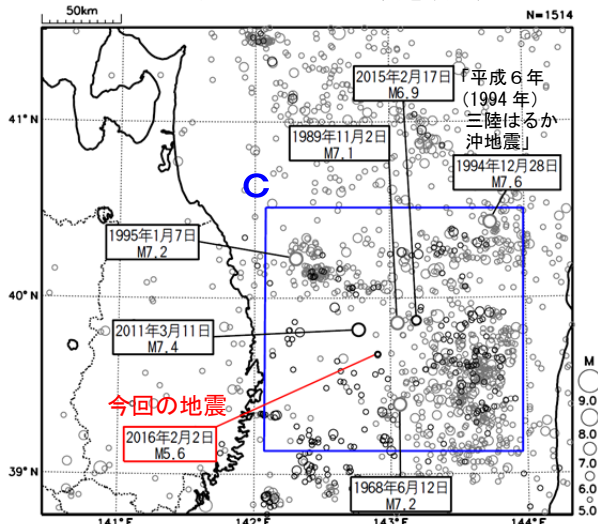 50km
N=1514
2015年2月17日
M6.9
「平成６年
(1994 年)
三陸はるか
沖地震」
1989年11月2日
M7.1
1994年12月28日
M7.6
41°N
C
1995年1月7日
M7.2
40°N
2011年3月11日
M7.4
今回の地震
2016年2月2日
M5.6
39°N
1968年6月12日
M7.2
M
9.0
8.0
7.0
6.0
5.0
141°E
142°E
143°E
144°E